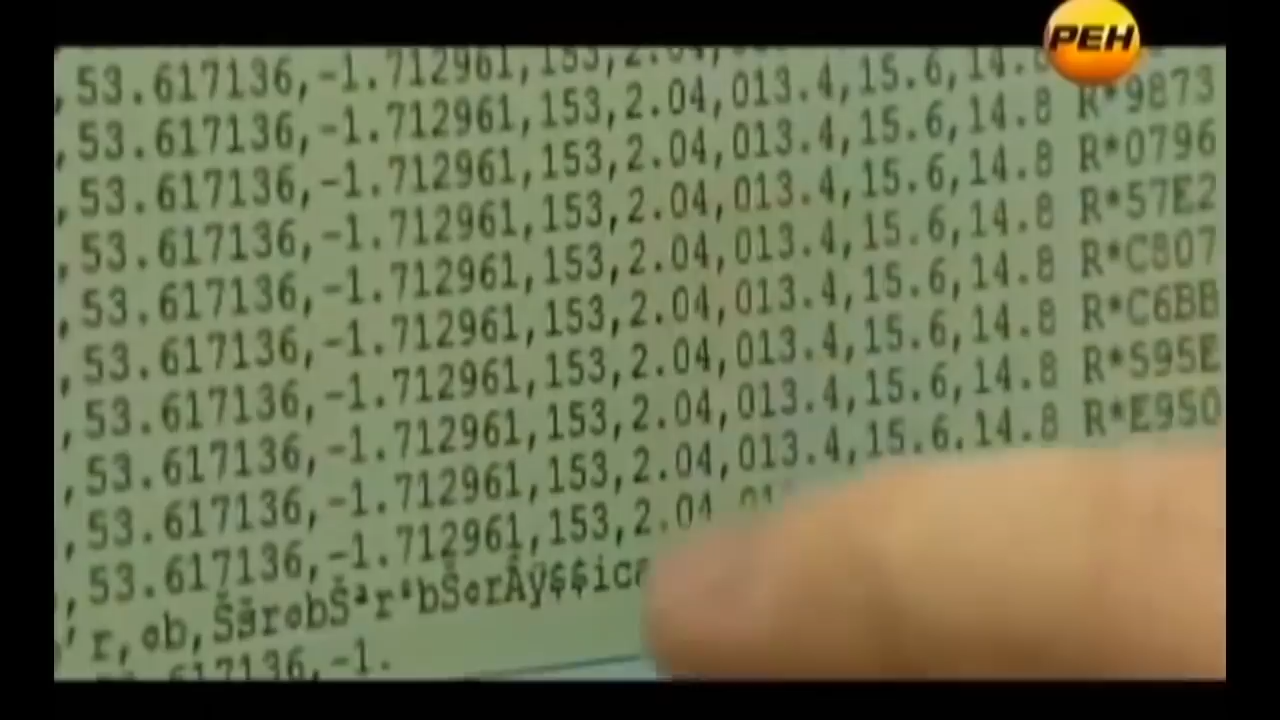 ,53.617136,-1.712961,153,2.0
,53.617136,-1.712961,153,2.04,013.4,15.6,14.
,53.617136,-1.712961,153,2.04,013.4,15.6,14.8 R*9873
,53.617136,-1.712961,153,2.04,013.4,15.6,14.8 R*0796
,53.617136,-1.712961,153,2.04,013.4,15.6,14.8 R*57E2
,53.617136,-1.712961,153,2.04,013.4,15.6,14.8 R*C807
,53.617136,-1.712961,153,2.04,013.4,15.6,14.8 R*C6BB
,53.617136,-1.712961,153,2.04,013.4,15.6,14.8 R*595E
,53.617136,-1.712961,153,2.04,013.4,15.6,14.8 R*E950
,53.617136,-1.712961,153,2.04,01
617136,-1.
РЕН